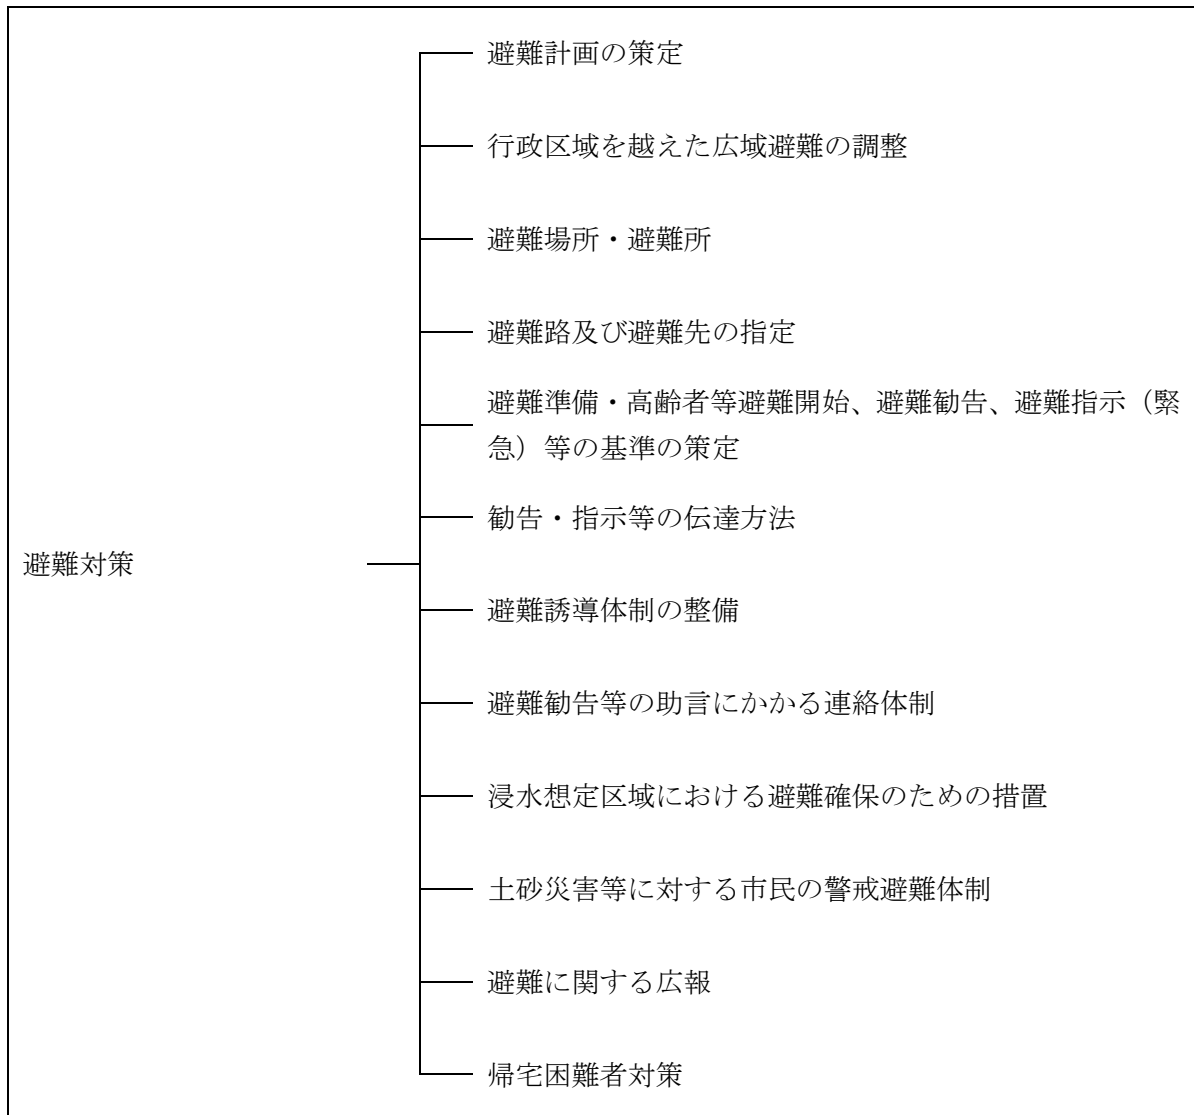 避難計画の策定
行政区域を越えた広域避難の調整
避難場所・避難所
避難路及び避難先の指定
避難準備・高齢者等避難開始、避難勧告、避難指示（緊
急）等の基準の策定
勧告・指示等の伝達方法
避難対策
避難誘導体制の整備
避難勧告等の助言にかかる連絡体制
浸水想定区域における避難確保のための措置
土砂災害等に対する市民の警戒避難体制
避難に関する広報
帰宅困難者対策